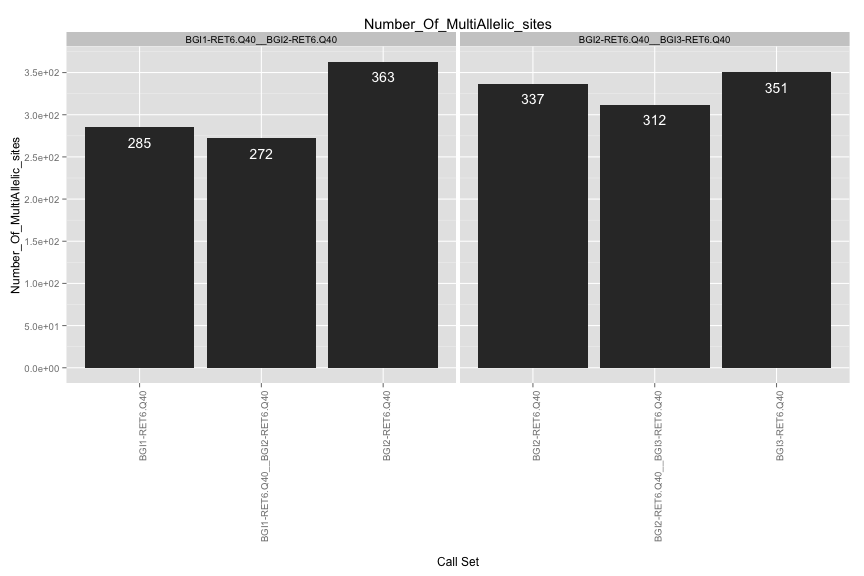 Number_Of_MultiAllelic_sites
BGI1-RET6.Q40__BGI2-RET6.Q40
BGI2-RET6.Q40__BGI3-RET6.Q40
Number_Of_MultiAllelic_sites
3.5e+02
3.0e+02
2.5e+02
2.0e+02
1.5e+02
1.0e+02
5.0e+01
0.0e+00
285
272
363
337
312
351
BGI1-RET6.Q40
BGI1-RET6.Q40__BGI2-RET6.Q40
BGI2-RET6.Q40
BGI2-RET6.Q40
BGI2-RET6.Q40__BGI3-RET6.Q40
BGI3-RET6.Q40
Call Set